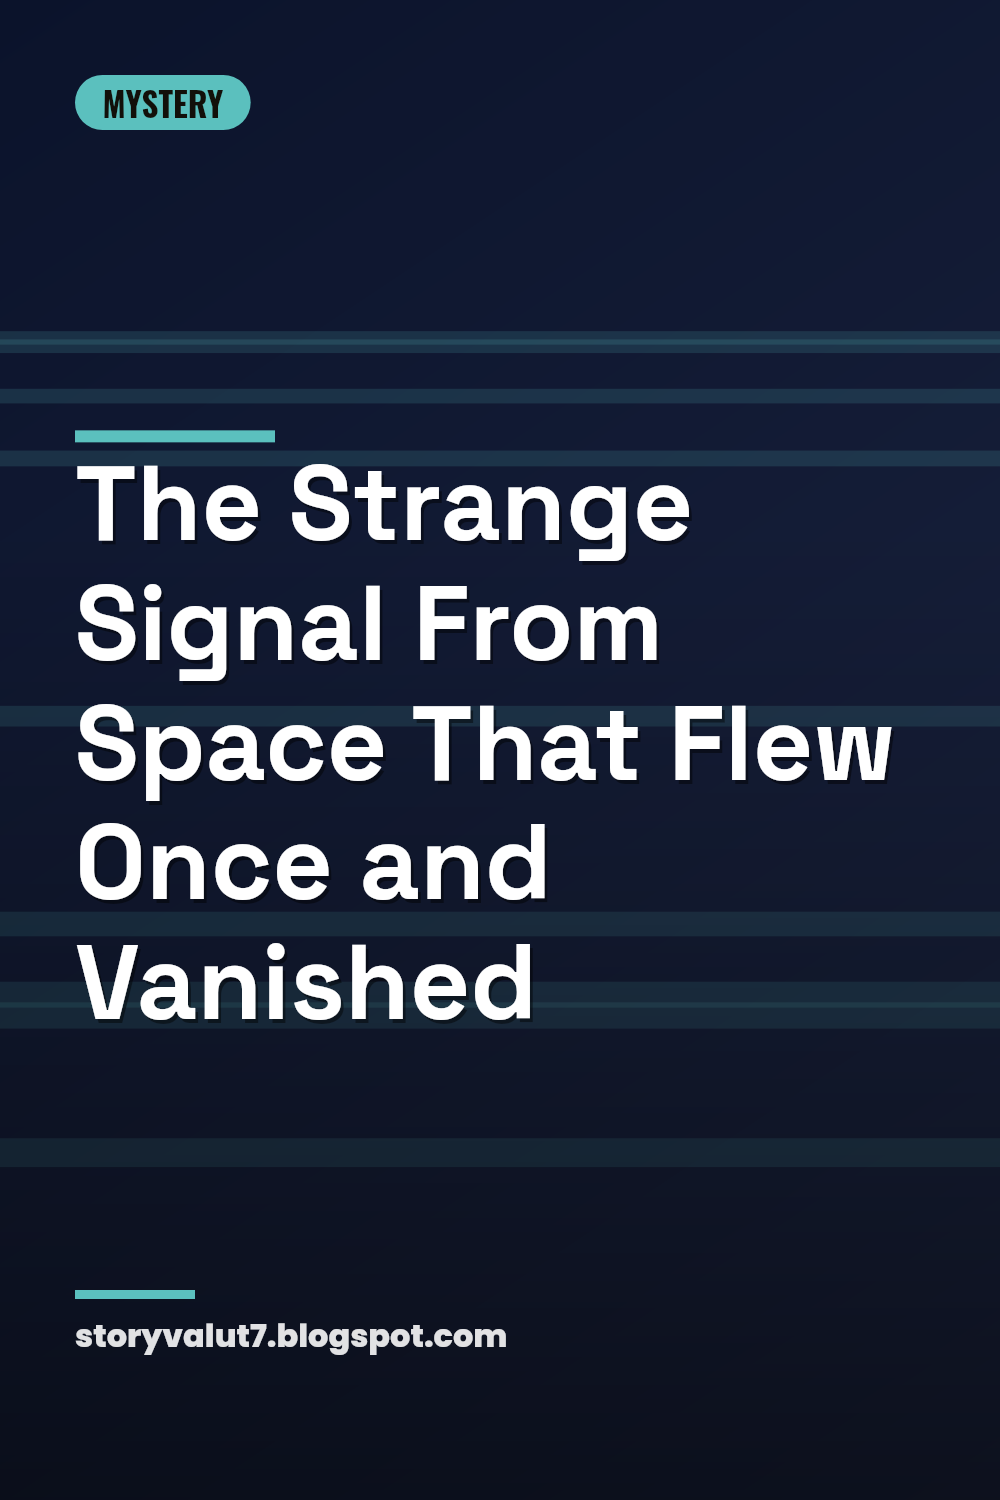 MYSTERY
The Strange
Signal From
Space That Flew
Once and
Vanished
storyvalut7.blogspot.com